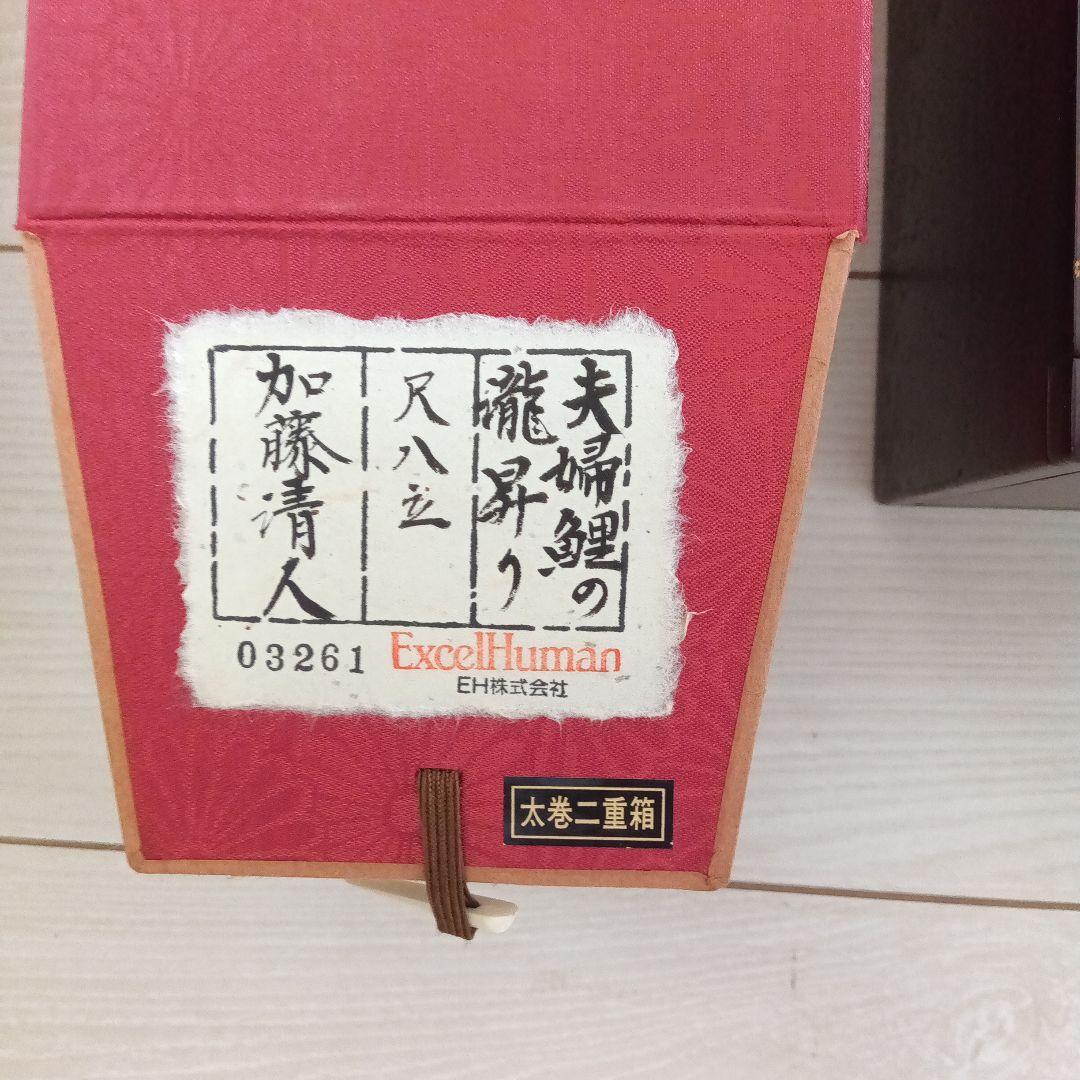 夫婦鯉の
瀧昇り
尺八立
加藤清人
03261
ExcelHuman
EH株式会社
太巻二重箱